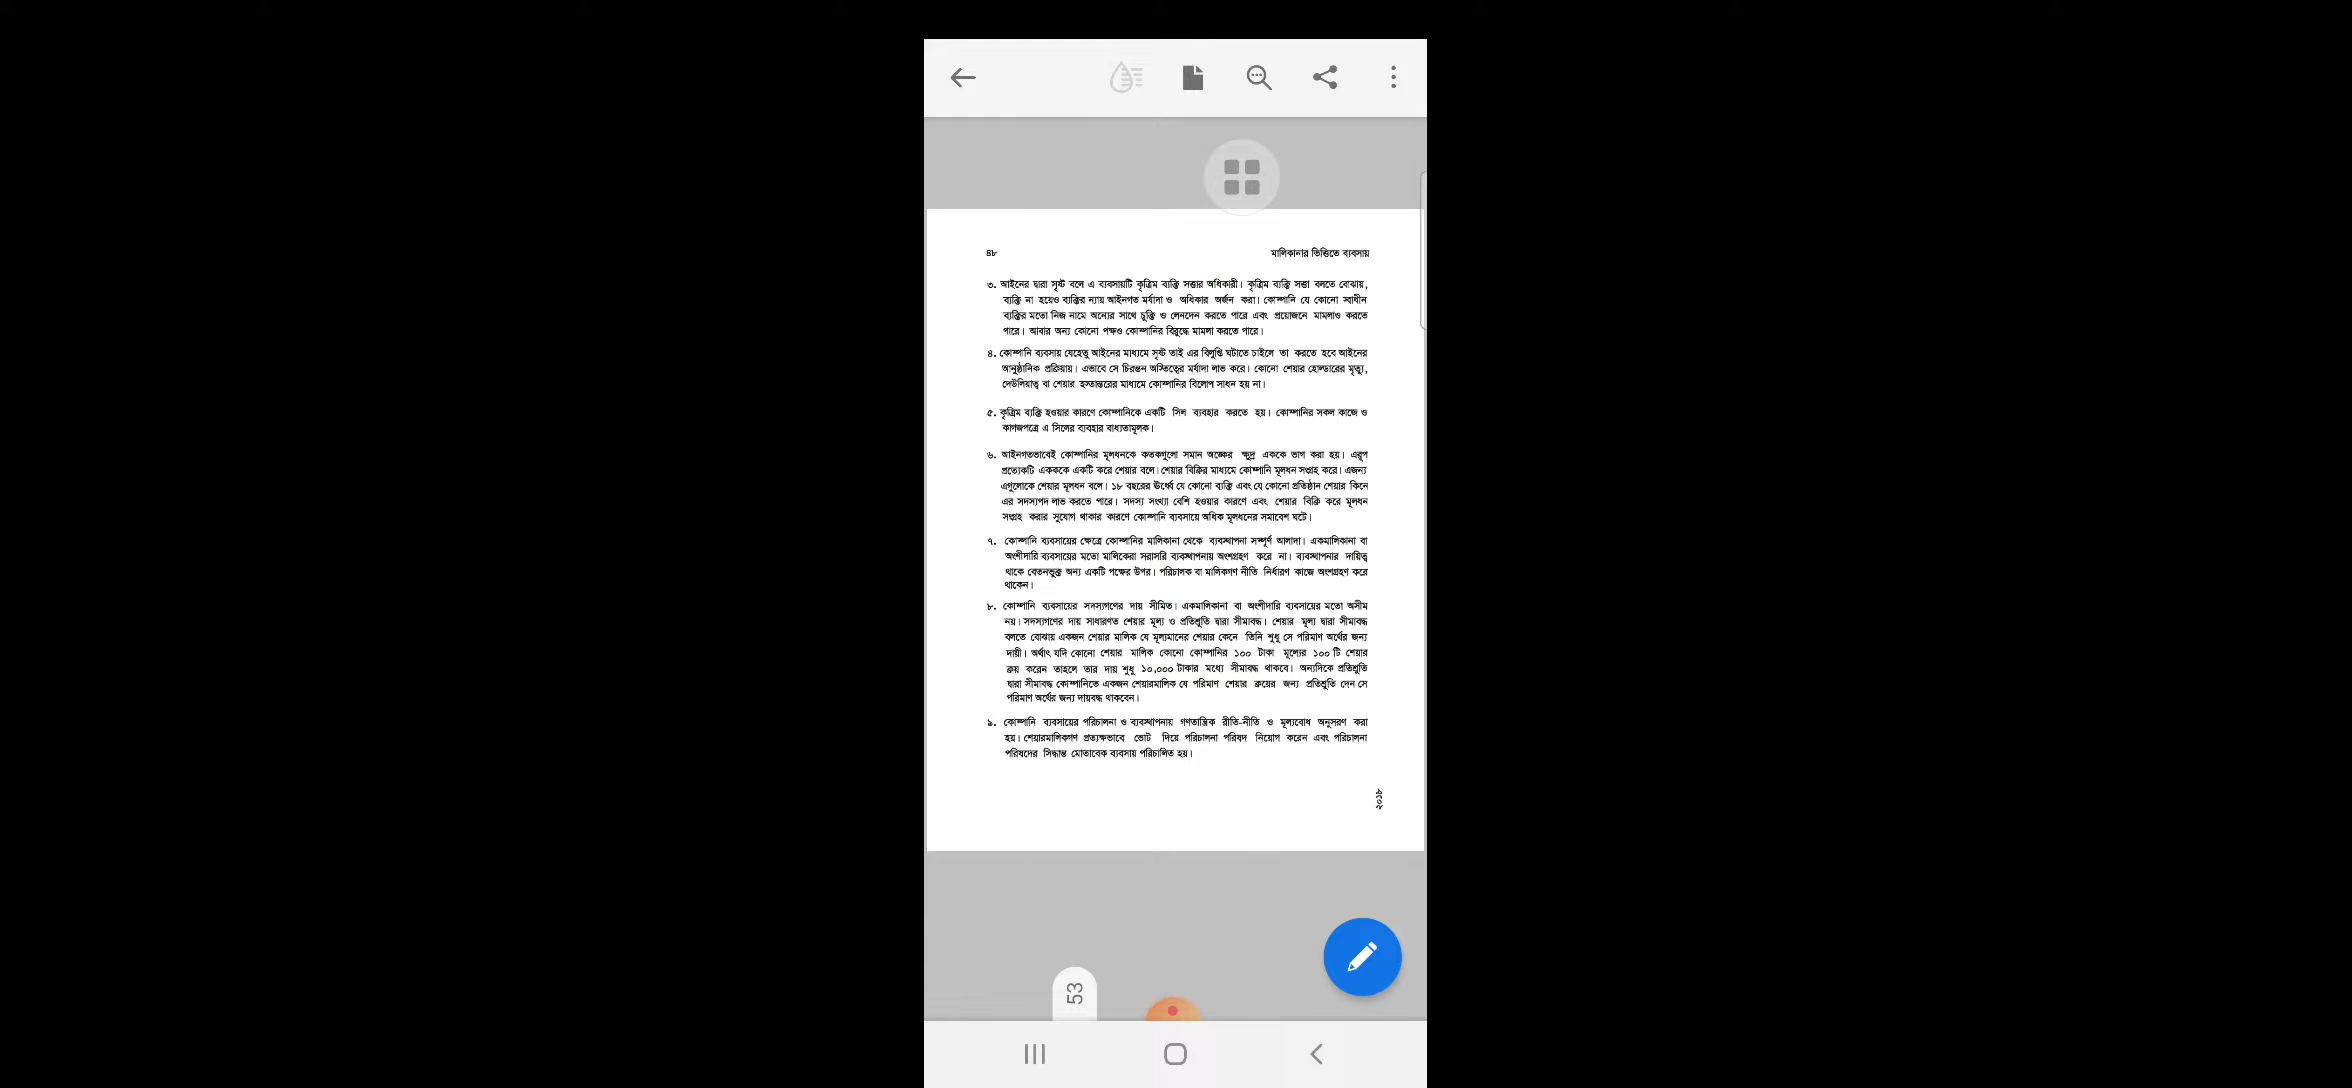 ৪৮ মালিকানার ভিত্তিতে ব্যবসায়
৩. আইনের দ্বারা সৃষ্ট বলে এ ব্যবসায়টি কৃত্রিম ব্যক্তি সত্তার অধিকারী। কৃত্রিম ব্যক্তি সত্তা বলতে বোঝায়,
ব্যক্তি না হয়েও ব্যক্তির ন্যায় আইনগত মর্যাদা ও অধিকার অর্জন করা। কোম্পানি যে কোনো স্বাধীন
ব্যক্তির মতো নিজ নামে অন্যের সাথে চুক্তি ও লেনদেন করতে পারে এবং প্রয়োজনে মামলাও করতে
পারে। আবার অন্য কোনো পক্ষও কোম্পানির বিরুদ্ধে মামলা করতে পারে।
৪. কোম্পানি ব্যবসায় যেহেতু আইনের মাধ্যমে সৃষ্ট তাই এর বিলুপ্তি ঘটাতে চাইলে তা করতে হবে আইনের
আনুষ্ঠানিক প্রক্রিয়ায়। এভাবে সে চিরন্তন অস্তিত্বের মর্যাদা লাভ করে। কোনো শেয়ার হোল্ডারের মৃত্যু,
দেউলিয়াত্ব বা শেয়ার হস্তান্তরের মাধ্যমে কোম্পানির বিলোপ সাধন হয় না।
৫. কৃত্রিম ব্যক্তি হওয়ার কারণে কোম্পানিকে একটি সিল ব্যবহার করতে হয়। কোম্পানির সকল কাজে ও
কাগজপত্রে এ সিলের ব্যবহার বাধ্যতামূলক।
৬. আইনগতভাবেই কোম্পানির মূলধনকে কতকগুলো সমান অঙ্কের ক্ষুদ্র এককে ভাগ করা হয়। এরূপ
প্রত্যেকটি একককে একটি করে শেয়ার বলে। শেয়ার বিক্রির মাধ্যমে কোম্পানি মূলধন সংগ্রহ করে। এজন্য
এগুলোকে শেয়ার মূলধন বলে। ১৮ বছরের ঊর্ধ্বে যে কোনো ব্যক্তি এবং যে কোনো প্রতিষ্ঠান শেয়ার কিনে
এর সদস্যপদ লাভ করতে পারে। সদস্য সংখ্যা বেশি হওয়ার কারণে এবং শেয়ার বিক্রি করে মূলধন
সংগ্রহ করার সুযোগ থাকার কারণে কোম্পানি ব্যবসায়ে অধিক মূলধনের সমাবেশ ঘটে।
৭. কোম্পানি ব্যবসায়ের ক্ষেত্রে কোম্পানির মালিকানা থেকে ব্যবস্থাপনা সম্পূর্ণ আলাদা। একমালিকানা বা
অংশীদারি ব্যবসায়ের মতো মালিকেরা সরাসরি ব্যবস্থাপনায় অংশগ্রহণ করে না। ব্যবস্থাপনার দায়িত্ব
থাকে বেতনভুক্ত অন্য একটি পক্ষের উপর। পরিচালক বা মালিকগণ নীতি নির্ধারণ কাজে অংশগ্রহণ করে
থাকেন।
৮. কোম্পানি ব্যবসায়ের সদস্যগণের দায় সীমিত। একমালিকানা বা অংশীদারি ব্যবসায়ের মতো অসীম
নয়। সদস্যগণের দায় সাধারণত শেয়ার মূল্য ও প্রতিশ্রুতি দ্বারা সীমাবদ্ধ। শেয়ার মূল্য দ্বারা সীমাবদ্ধ
বলতে বোঝায় একজন শেয়ার মালিক যে মূল্যমানের শেয়ার কেনে তিনি শুধু সে পরিমাণ অর্থের জন্য
দায়ী। অর্থাৎ যদি কোনো শেয়ার মালিক কোনো কোম্পানির ১০০ টাকা মূল্যের ১০০ টি শেয়ার
ক্রয় করেন তাহলে তার দায় শুধু ১০,০০০ টাকার মধ্যে সীমাবদ্ধ থাকবে। অন্যদিকে প্রতিশ্রুতি
দ্বারা সীমাবদ্ধ কোম্পানিতে একজন শেয়ারমালিক যে পরিমাণ শেয়ার ক্রয়ের জন্য প্রতিশ্রুতি দেন সে
পরিমাণ অর্থের জন্য দায়বদ্ধ থাকবেন।
৯. কোম্পানি ব্যবসায়ের পরিচালনা ও ব্যবস্থাপনায় গণতান্ত্রিক রীতি-নীতি ও মূল্যবোধ অনুসরণ করা
হয়। শেয়ারমালিকগণ প্রত্যক্ষভাবে ভোট দিয়ে পরিচালনা পরিষদ নিয়োগ করেন এবং পরিচালনা
পরিষদের সিদ্ধান্ত মোতাবেক ব্যবসায় পরিচালিত হয়।
২০১৮
53